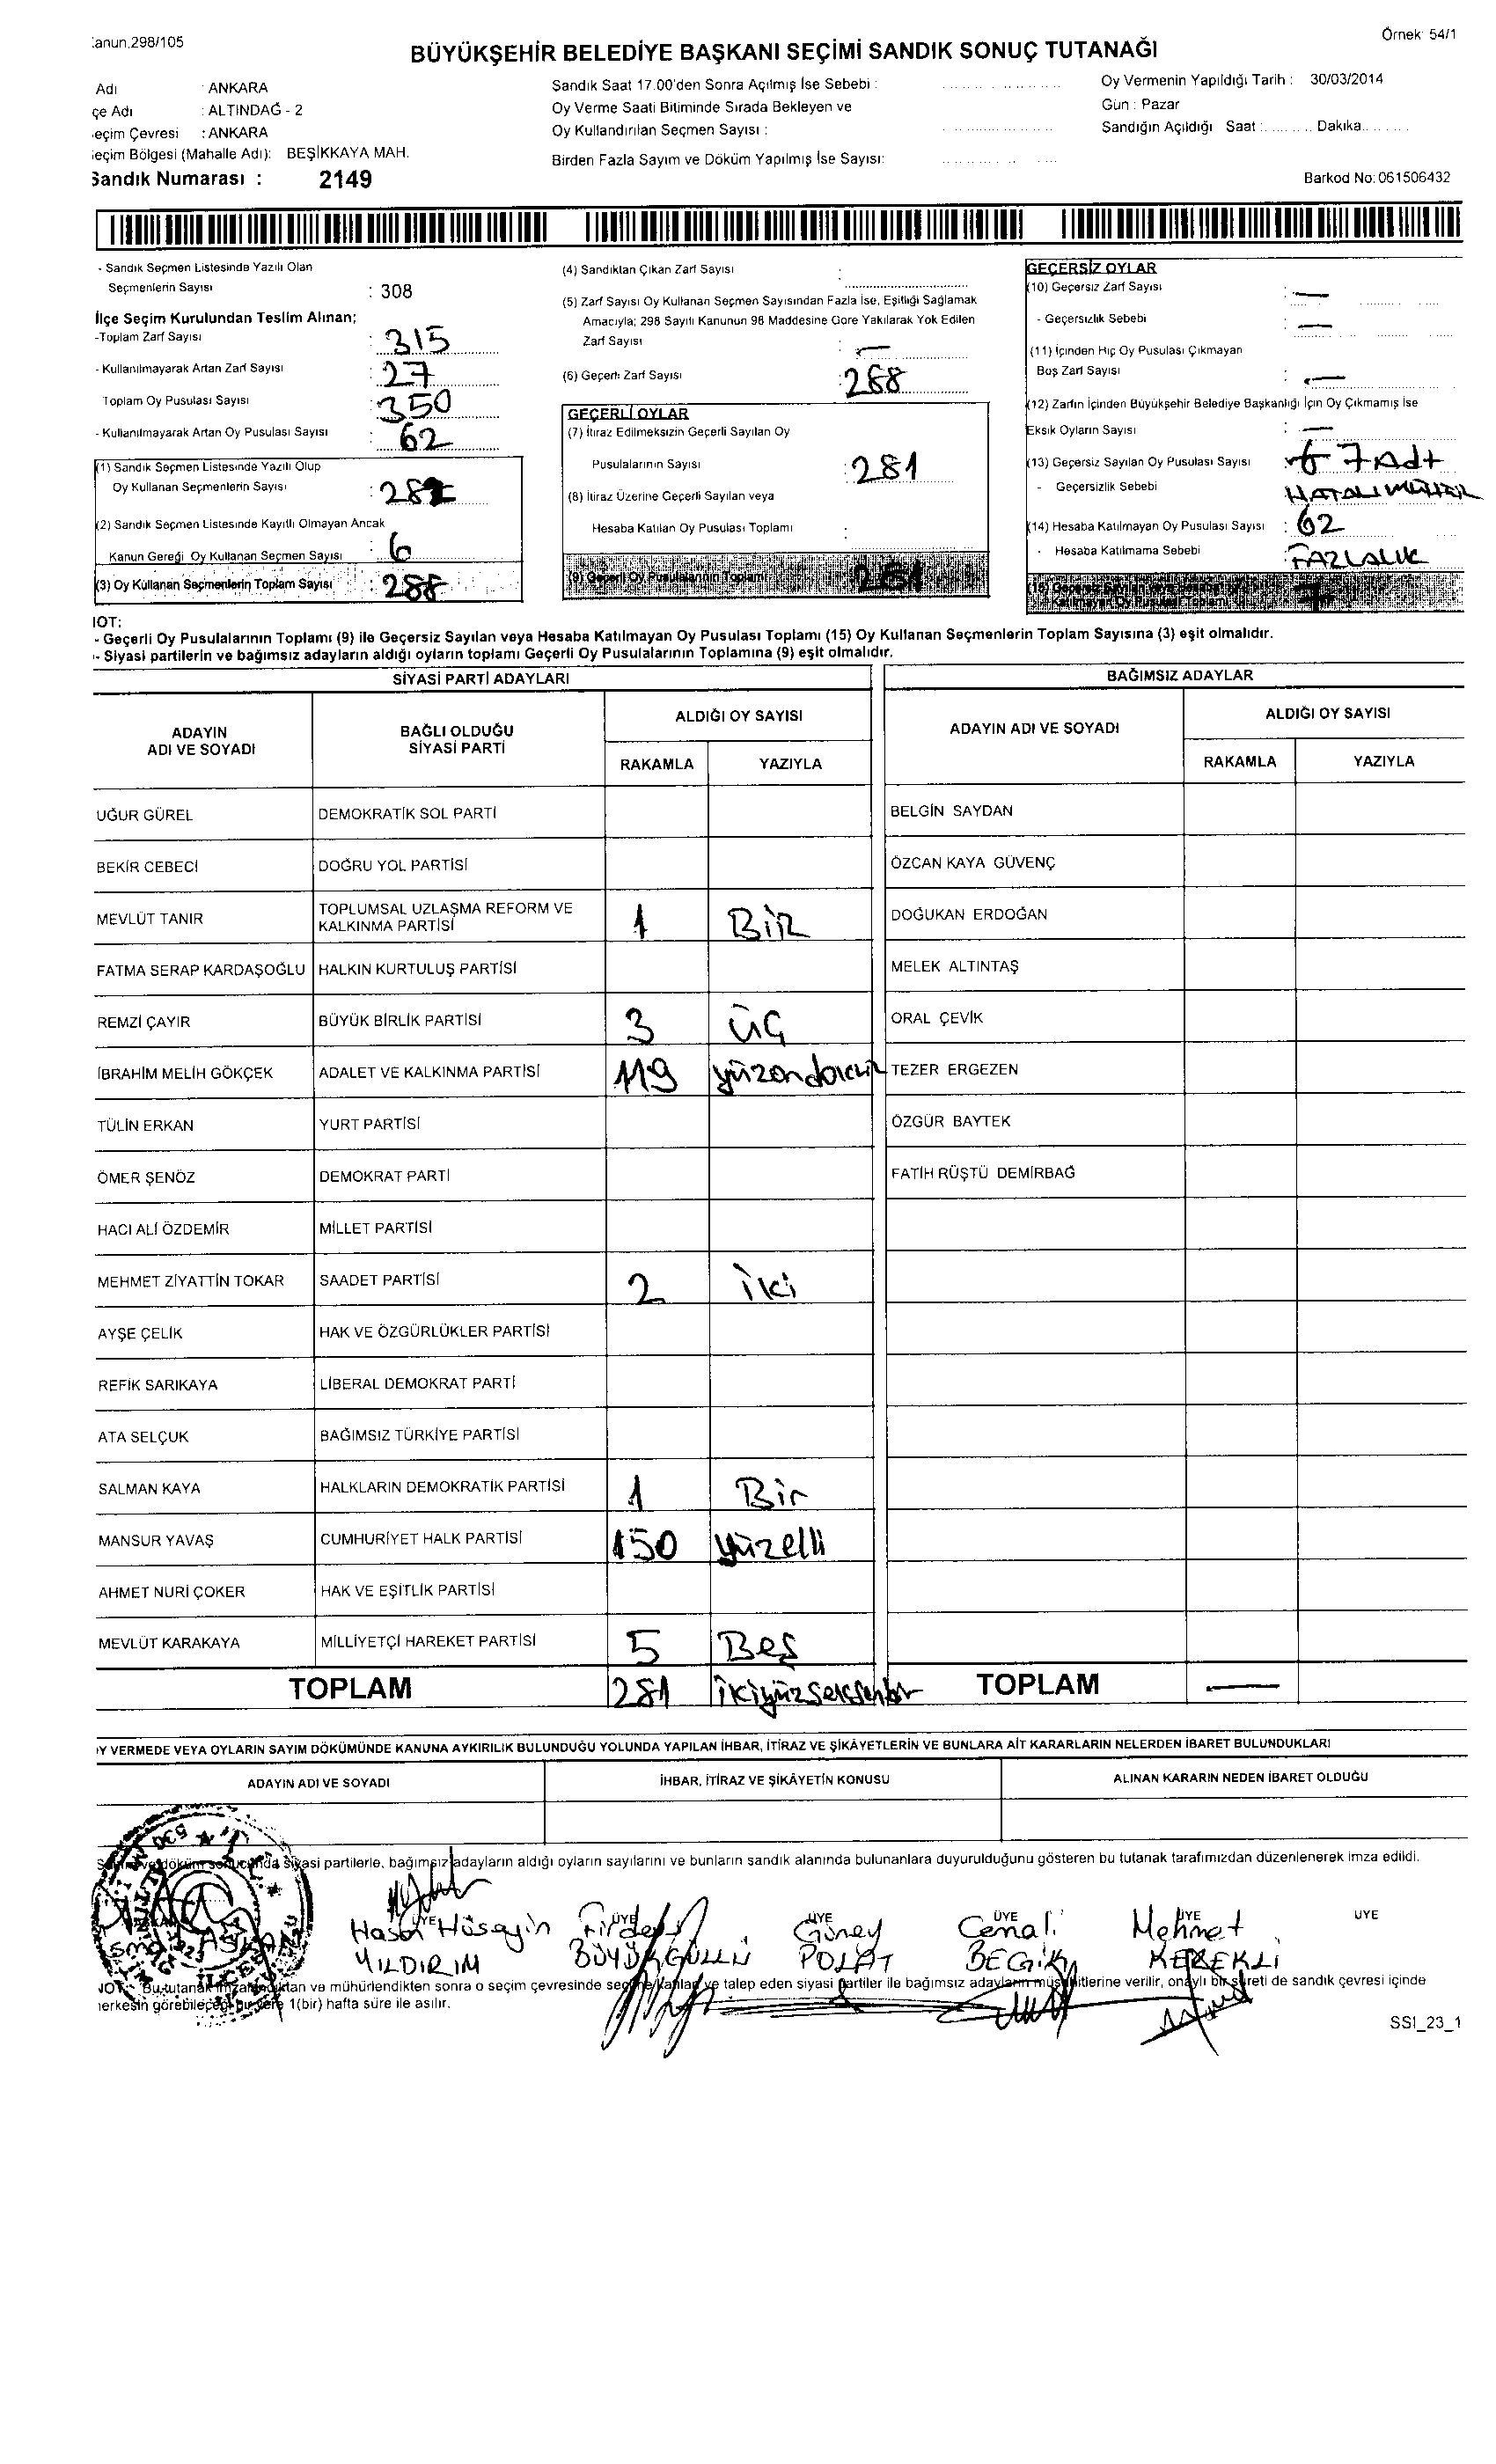 :anun.298/105
Örnek: 54/1
BÜYÜKŞEHİR BELEDİYE BAŞKANI SEÇİMİ SANDIK SONUÇ TUTANAĞI
Adı : ANKARA
çe Adı : ALTINDAĞ - 2
eçim Çevresi : ANKARA
eçim Bölgesi (Mahalle Adı): BEŞİKKAYA MAH.
Sandık Numarası : 2149
Sandık Saat 17.00'den Sonra Açılmış İse Sebebi :
Oy Verme Saati Bitiminde Sırada Bekleyen ve
Oy Kullandırılan Seçmen Sayısı :
Birden Fazla Sayım ve Döküm Yapılmış İse Sayısı:
Oy Vermenin Yapıldığı Tarih : 30/03/2014
Gün : Pazar
Sandığın Açıldığı Saat :......... Dakika.........
Barkod No: 061506432
- Sandık Seçmen Listesinde Yazılı Olan
Seçmenlerin Sayısı : 308
İlçe Seçim Kurulundan Teslim Alınan;
-Toplam Zarf Sayısı : 315
- Kullanılmayarak Artan Zarf Sayısı : 27
Toplam Oy Pusulası Sayısı : 350
- Kullanılmayarak Artan Oy Pusulası Sayısı : 62
(1) Sandık Seçmen Listesinde Yazılı Olup
Oy Kullanan Seçmenlerin Sayısı :
(2) Sandık Seçmen Listesinde Kayıtlı Olmayan Ancak
Kanun Gereği Oy Kullanan Seçmen Sayısı : 6
(3) Oy Kullanan Seçmenlerin Toplam Sayısı : 288
(4) Sandıktan Çıkan Zarf Sayısı :
(5) Zarf Sayısı Oy Kullanan Seçmen Sayısından Fazla İse, Eşitliği Sağlamak
Amacıyla; 298 Sayılı Kanunun 98 Maddesine Göre Yakılarak Yok Edilen
Zarf Sayısı : —
(6) Geçerli Zarf Sayısı : 288
GEÇERLİ OYLAR
(7) İtiraz Edilmeksizin Geçerli Sayılan Oy
Pusulalarının Sayısı : 281
(8) İtiraz Üzerine Geçerli Sayılan veya
Hesaba Katılan Oy Pusulası Toplamı :
(9) Geçerli Oy Pusulalarının Toplamı 281
GEÇERSİZ OYLAR
(10) Geçersiz Zarf Sayısı : —
- Geçersizlik Sebebi : —
(11) İçinden Hiç Oy Pusulası Çıkmayan
Boş Zarf Sayısı : —
(12) Zarfın İçinden Büyükşehir Belediye Başkanlığı İçin Oy Çıkmamış İse
Eksik Oyların Sayısı : —
(13) Geçersiz Sayılan Oy Pusulası Sayısı : 7 Adt
- Geçersizlik Sebebi HATALI MÜHÜR
(14) Hesaba Katılmayan Oy Pusulası Sayısı : 62
- Hesaba Katılmama Sebebi : FAZLALIK
(15) 7
IOT:
- Geçerli Oy Pusulalarının Toplamı (9) ile Geçersiz Sayılan veya Hesaba Katılmayan Oy Pusulası Toplamı (15) Oy Kullanan Seçmenlerin Toplam Sayısına (3) eşit olmalıdır.
- Siyasi partilerin ve bağımsız adayların aldığı oyların toplamı Geçerli Oy Pusulalarının Toplamına (9) eşit olmalıdır.
SİYASİ PARTİ ADAYLARI
BAĞIMSIZ ADAYLAR
ADAYIN
ADI VE SOYADI
BAĞLI OLDUĞU
SİYASİ PARTİ
ALDIĞI OY SAYISI
RAKAMLA YAZIYLA
ADAYIN ADI VE SOYADI
ALDIĞI OY SAYISI
RAKAMLA YAZIYLA
UĞUR GÜREL DEMOKRATİK SOL PARTİ
BEKİR CEBECİ DOĞRU YOL PARTİSİ
MEVLÜT TANIR TOPLUMSAL UZLAŞMA REFORM VE
KALKINMA PARTİSİ 1 BİR
FATMA SERAP KARDAŞOĞLU HALKIN KURTULUŞ PARTİSİ
REMZİ ÇAYIR BÜYÜK BİRLİK PARTİSİ 3 üç
İBRAHİM MELİH GÖKÇEK ADALET VE KALKINMA PARTİSİ 119
TÜLİN ERKAN YURT PARTİSİ
ÖMER ŞENÖZ DEMOKRAT PARTİ
HACI ALİ ÖZDEMİR MİLLET PARTİSİ
MEHMET ZİYATTİN TOKAR SAADET PARTİSİ 2 iki
AYŞE ÇELİK HAK VE ÖZGÜRLÜKLER PARTİSİ
REFİK SARIKAYA LİBERAL DEMOKRAT PARTİ
ATA SELÇUK BAĞIMSIZ TÜRKİYE PARTİSİ
SALMAN KAYA HALKLARIN DEMOKRATİK PARTİSİ 1 Bir
MANSUR YAVAŞ CUMHURİYET HALK PARTİSİ 150 yüzelli
AHMET NURİ ÇOKER HAK VE EŞİTLİK PARTİSİ
MEVLÜT KARAKAYA MİLLİYETÇİ HAREKET PARTİSİ 5 Beş
TOPLAM 281 ikiyüzseksenbir
BELGİN SAYDAN
ÖZCAN KAYA GÜVENÇ
DOĞUKAN ERDOĞAN
MELEK ALTINTAŞ
ORAL ÇEVİK
TEZER ERGEZEN
ÖZGÜR BAYTEK
FATİH RÜŞTÜ DEMİRBAĞ
TOPLAM —
Y VERMEDE VEYA OYLARIN SAYIM DÖKÜMÜNDE KANUNA AYKIRILIK BULUNDUĞU YOLUNDA YAPILAN İHBAR, İTİRAZ VE ŞİKÂYETLERİN VE BUNLARA AİT KARARLARIN NELERDEN İBARET BULUNDUKLARI
ADAYIN ADI VE SOYADI İHBAR, İTİRAZ VE ŞİKÂYETİN KONUSU ALINAN KARARIN NEDEN İBARET OLDUĞU
siyasi partilerle, bağımsız adayların aldığı oyların sayılarını ve bunların sandık alanında bulunanlara duyurulduğunu gösteren bu tutanak tarafımızdan düzenlenerek imza edildi.
ÜYE ÜYE ÜYE ÜYE ÜYE ÜYE
Hasan Hüseyin Firdevs Güney Cemal Mehmet
YILDIRIM BÜYÜKGÜLLÜ POLAT BEGİK KEREKLİ
Bu tutanak imzalandıktan ve mühürlendikten sonra o seçim çevresinde seçime katılan ve talep eden siyasi partiler ile bağımsız adayların müşahitlerine verilir, onaylı bir sureti de sandık çevresi içinde
herkesin görebileceği bir yere 1(bir) hafta süre ile asılır.
SSI_23_1